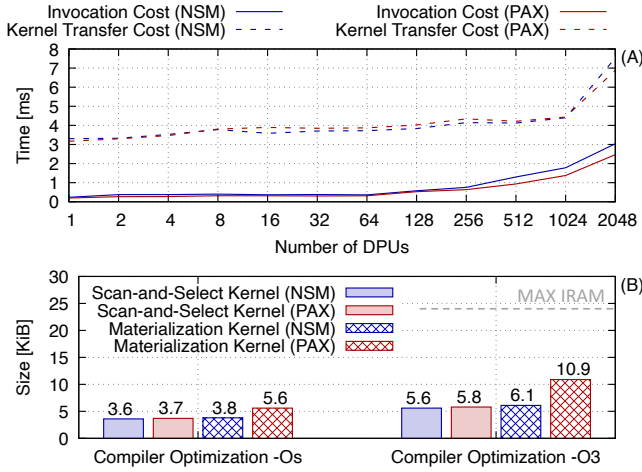 Invocation Cost (NSM) Invocation Cost (PAX)
Kernel Transfer Cost (NSM) Kernel Transfer Cost (PAX)
(A)
Time [ms]
8
7
6
5
4
3
2
1
0
1 2 4 8 16 32 64 128 256 512 1024 2048
Number of DPUs
(B)
Size [KiB]
30
25
20
15
10
5
0
Scan-and-Select Kernel (NSM)
Scan-and-Select Kernel (PAX)
Materialization Kernel (NSM)
Materialization Kernel (PAX)
MAX IRAM
3.6 3.7 3.8 5.6 5.6 5.8 6.1 10.9
Compiler Optimization -Os Compiler Optimization -O3